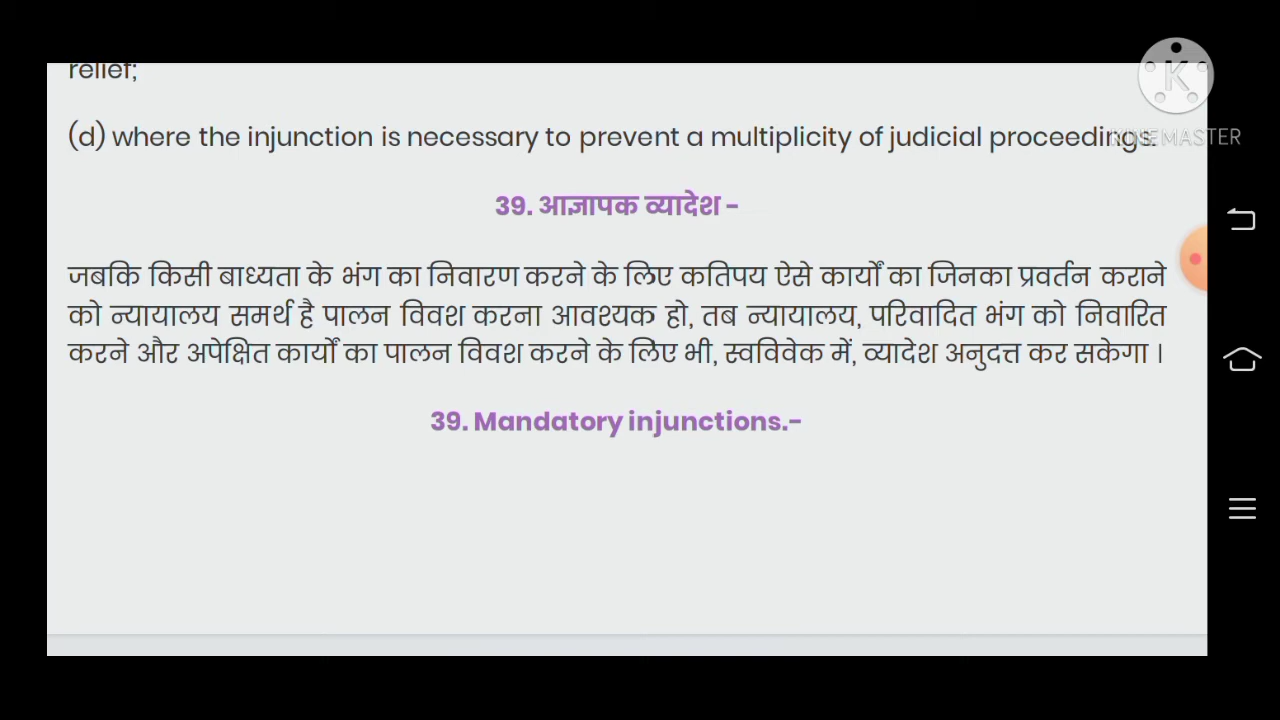 relief;
(d) where the injunction is necessary to prevent a multiplicity of judicial proceedings.
KINEMASTER
39. आज्ञापक व्यादेश -
जबकि किसी बाध्यता के भंग का निवारण करने के लिए कतिपय ऐसे कार्यों का जिनका प्रवर्तन कराने
को न्यायालय समर्थ है पालन विवश करना आवश्यक हो, तब न्यायालय, परिवादित भंग को निवारित
करने और अपेक्षित कार्यों का पालन विवश करने के लिए भी, स्वविवेक में, व्यादेश अनुदत्त कर सकेगा ।
39. Mandatory injunctions.-